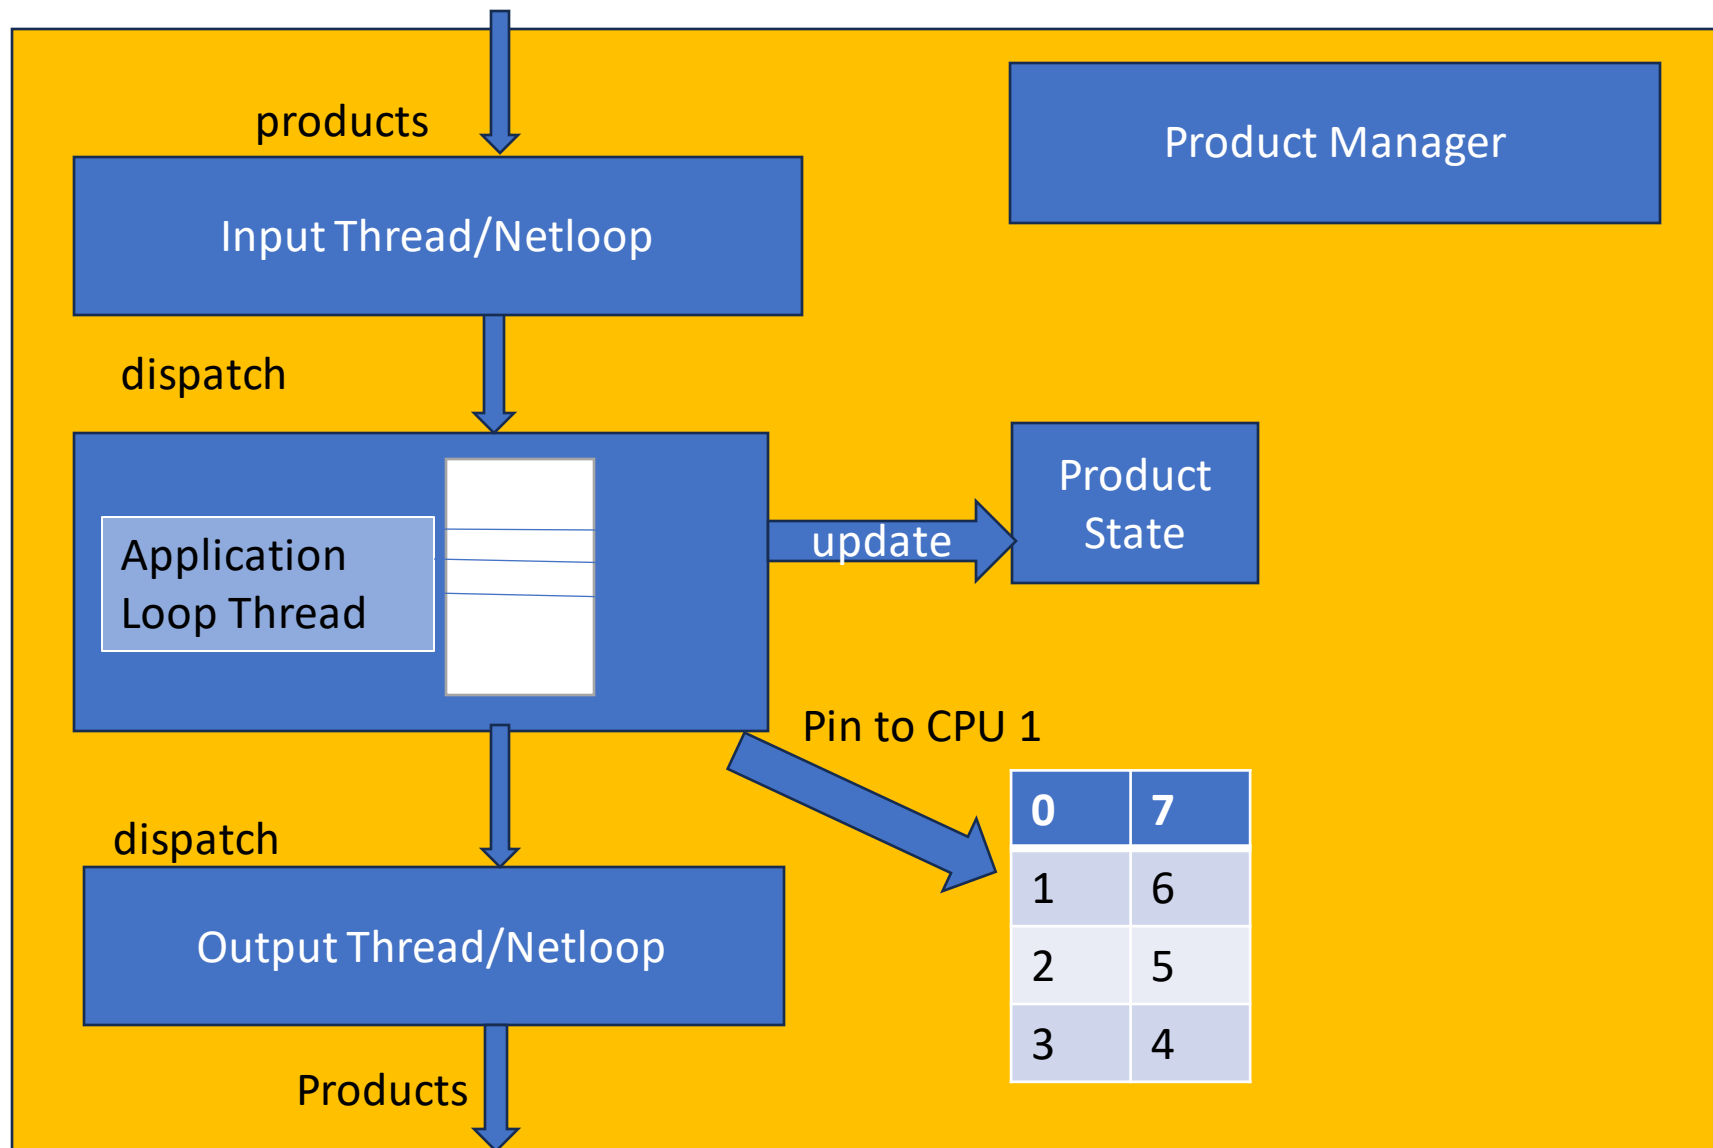 products
Product Manager
Input Thread/Netloop
dispatch
Application
Loop Thread
update
Product
State
Pin to CPU 1
0 7
1 6
2 5
3 4
dispatch
Output Thread/Netloop
Products